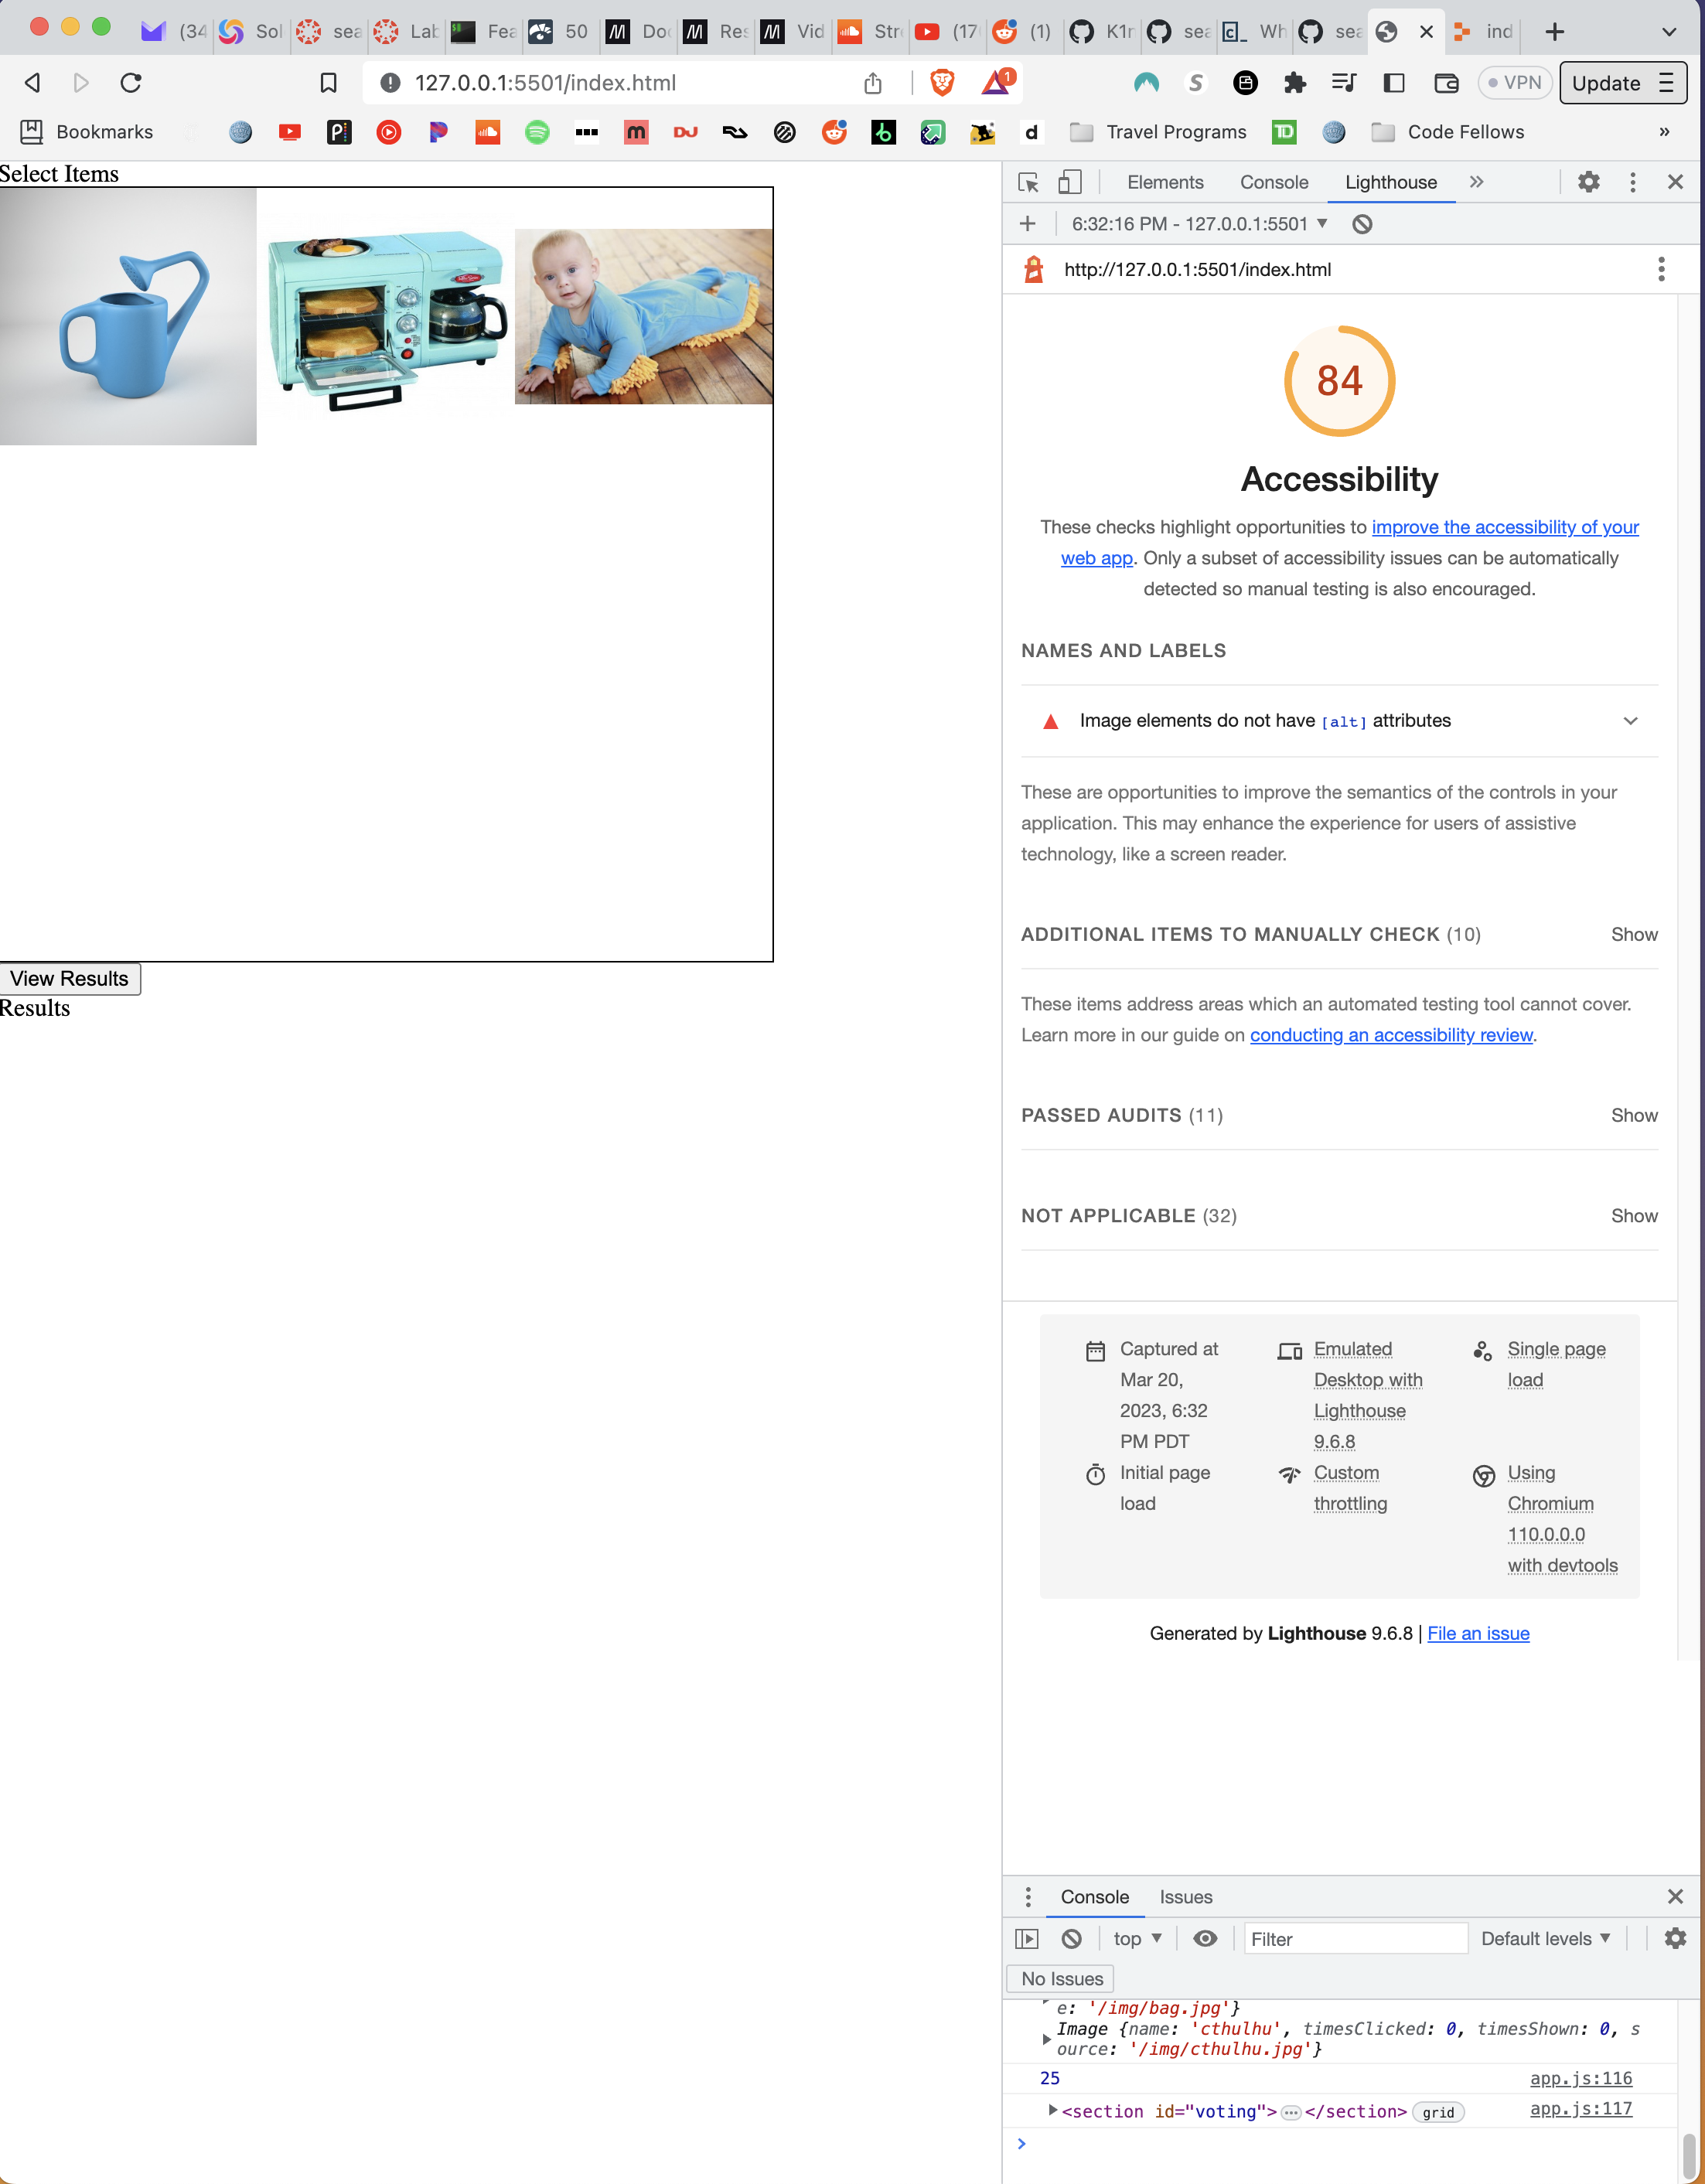 (34 Sol sea Lab Fea 50 Doc Res Vid Stre (17 (1) K1r sea Wh sea ind
127.0.0.1:5501/index.html 1 VPN Update
Bookmarks Travel Programs TD Code Fellows »
Select Items
View Results
Results
Elements Console Lighthouse »
6:32:16 PM - 127.0.0.1:5501
http://127.0.0.1:5501/index.html
84
Accessibility
These checks highlight opportunities to improve the accessibility of your
web app. Only a subset of accessibility issues can be automatically
detected so manual testing is also encouraged.
NAMES AND LABELS
Image elements do not have [alt] attributes
These are opportunities to improve the semantics of the controls in your
application. This may enhance the experience for users of assistive
technology, like a screen reader.
ADDITIONAL ITEMS TO MANUALLY CHECK (10) Show
These items address areas which an automated testing tool cannot cover.
Learn more in our guide on conducting an accessibility review.
PASSED AUDITS (11) Show
NOT APPLICABLE (32) Show
Captured at
Mar 20,
2023, 6:32
PM PDT
Emulated
Desktop with
Lighthouse
9.6.8
Single page
load
Initial page
load
Custom
throttling
Using
Chromium
110.0.0.0
with devtools
Generated by Lighthouse 9.6.8 | File an issue
Console Issues
top Filter Default levels
No Issues
e: '/img/bag.jpg'}
Image {name: 'cthulhu', timesClicked: 0, timesShown: 0, s
ource: '/img/cthulhu.jpg'}
25 app.js:116
<section id="voting">…</section> grid app.js:117